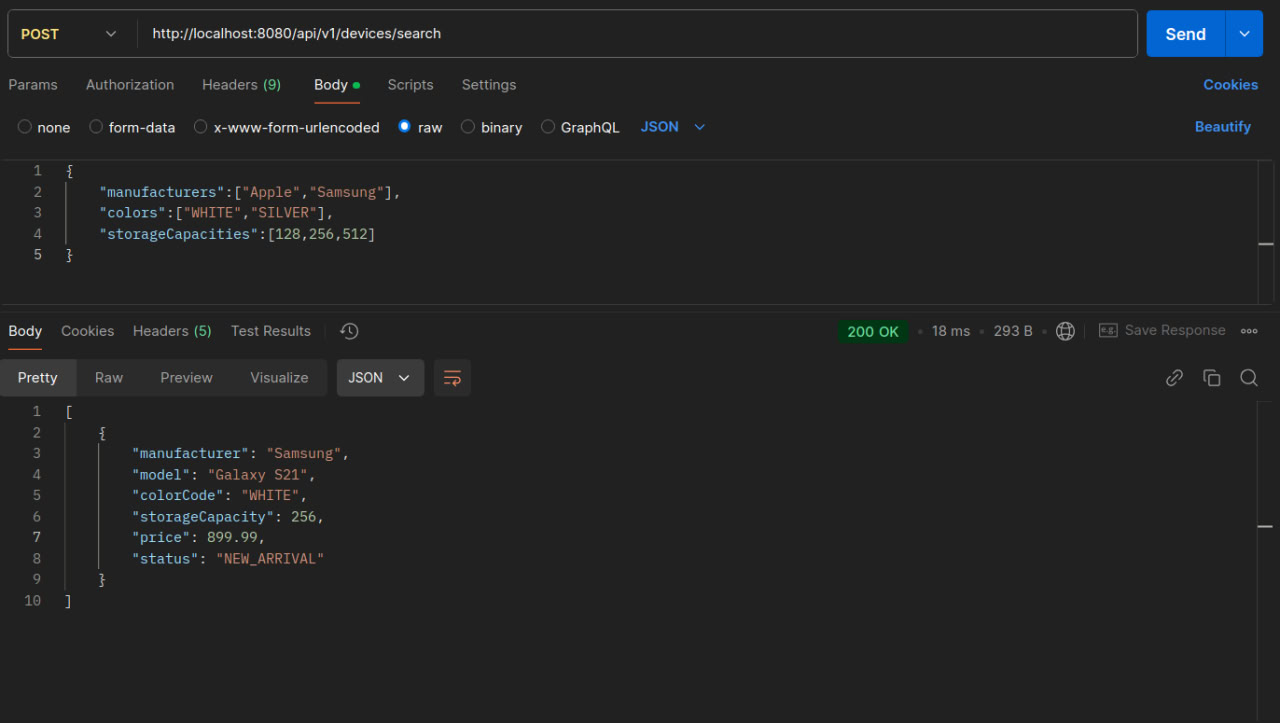 POST http://localhost:8080/api/v1/devices/search Send
Params Authorization Headers (9) Body Scripts Settings Cookies
none form-data x-www-form-urlencoded raw binary GraphQL JSON Beautify
1 {
2 "manufacturers":["Apple","Samsung"],
3 "colors":["WHITE","SILVER"],
4 "storageCapacities":[128,256,512]
5 }
Body Cookies Headers (5) Test Results 200 OK • 18 ms • 293 B • e.g. Save Response
Pretty Raw Preview Visualize JSON
1 [
2 {
3 "manufacturer": "Samsung",
4 "model": "Galaxy S21",
5 "colorCode": "WHITE",
6 "storageCapacity": 256,
7 "price": 899.99,
8 "status": "NEW_ARRIVAL"
9 }
10 ]